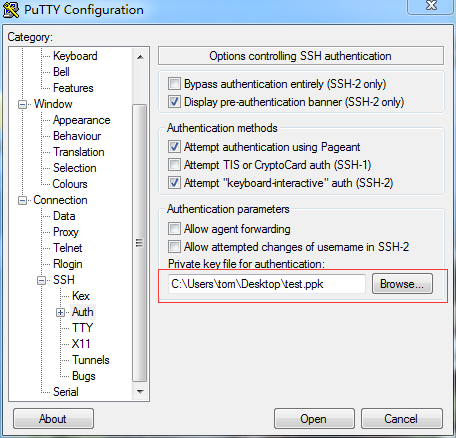 PuTTY Configuration
Category:
Keyboard
Bell
Features
Window
Appearance
Behaviour
Translation
Selection
Colours
Connection
Data
Proxy
Telnet
Rlogin
SSH
Kex
Auth
TTY
X11
Tunnels
Bugs
Serial
Options controlling SSH authentication
Bypass authentication entirely (SSH-2 only)
Display pre-authentication banner (SSH-2 only)
Authentication methods
Attempt authentication using Pageant
Attempt TIS or CryptoCard auth (SSH-1)
Attempt "keyboard-interactive" auth (SSH-2)
Authentication parameters
Allow agent forwarding
Allow attempted changes of username in SSH-2
Private key file for authentication:
C:\Users\tom\Desktop\test.ppk Browse...
About Open Cancel